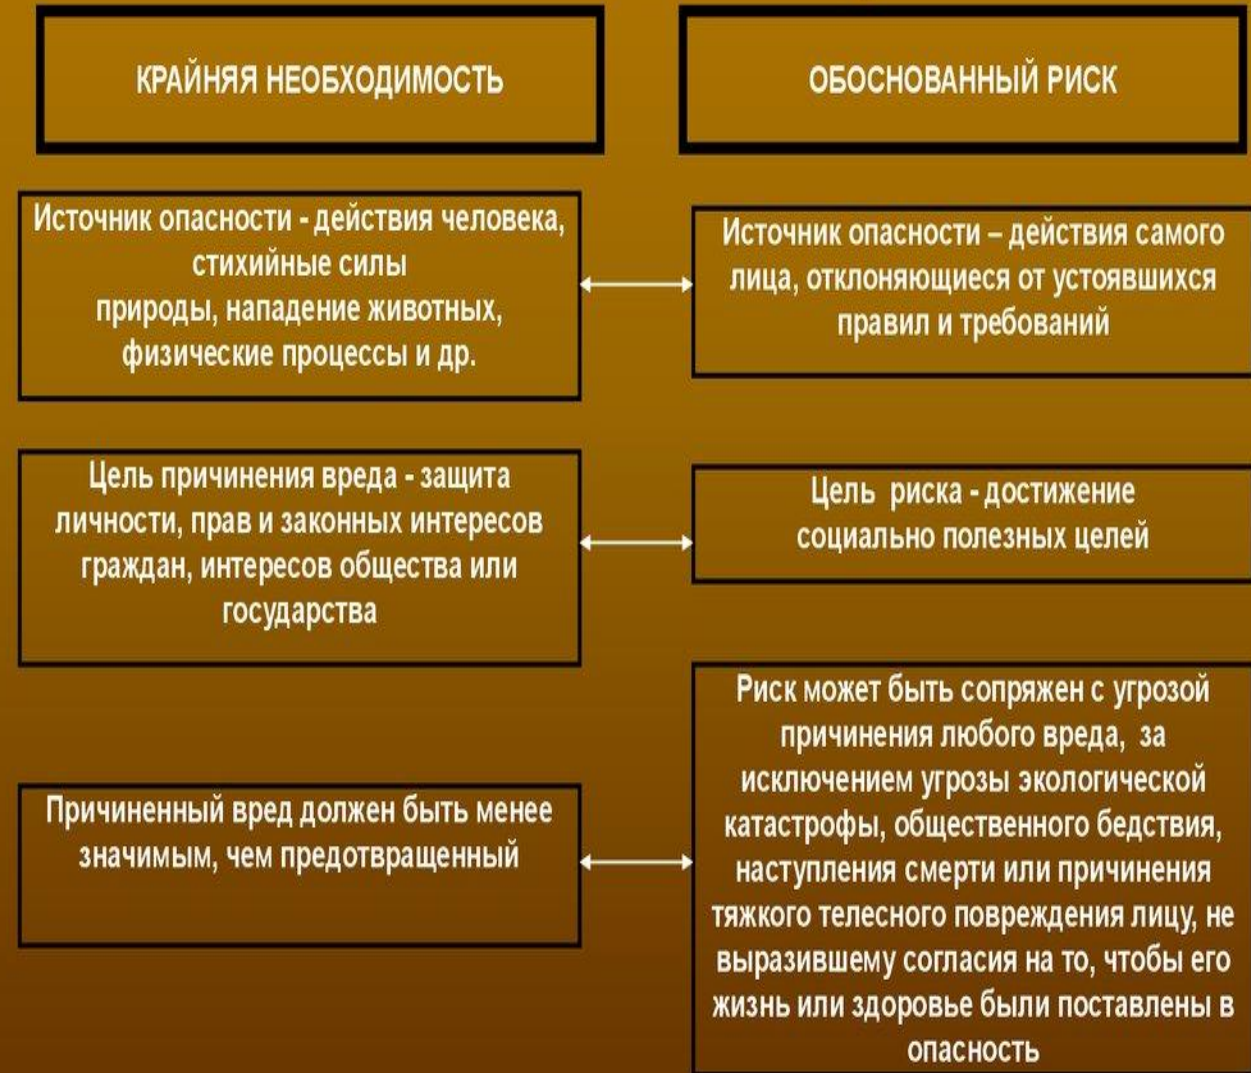 КРАЙНЯЯ НЕОБХОДИМОСТЬ
ОБОСНОВАННЫЙ РИСК
Источник опасности - действия человека,
стихийные силы
природы, нападение животных,
физические процессы и др.
Источник опасности – действия самого
лица, отклоняющиеся от устоявшихся
правил и требований
Цель причинения вреда - защита
личности, прав и законных интересов
граждан, интересов общества или
государства
Цель риска - достижение
социально полезных целей
Причиненный вред должен быть менее
значимым, чем предотвращенный
Риск может быть сопряжен с угрозой
причинения любого вреда, за
исключением угрозы экологической
катастрофы, общественного бедствия,
наступления смерти или причинения
тяжкого телесного повреждения лицу, не
выразившему согласия на то, чтобы его
жизнь или здоровье были поставлены в
опасность